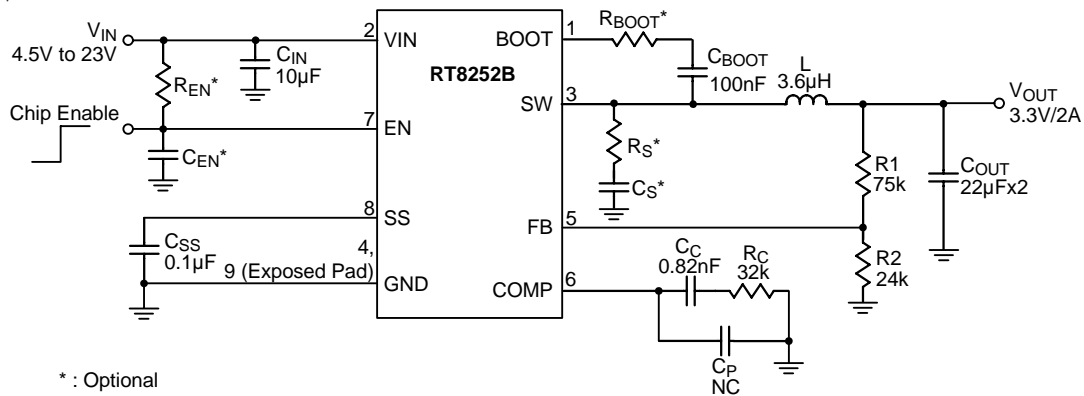 VIN
4.5V to 23V
REN*
CIN
10µF
Chip Enable
CEN*
CSS
0.1µF
2
VIN
7
EN
8
SS
4,
9 (Exposed Pad)
GND
RT8252B
BOOT
1
SW
3
FB
5
COMP
6
RBOOT*
CBOOT
100nF
L
3.6µH
RS*
CS*
VOUT
3.3V/2A
R1
75k
COUT
22µFx2
R2
24k
CC
0.82nF
RC
32k
CP
NC
* : Optional